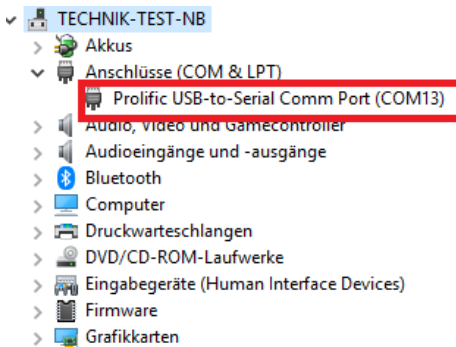 TECHNIK-TEST-NB
Akkus
Anschlüsse (COM & LPT)
Prolific USB-to-Serial Comm Port (COM13)
Audio, Video und Gamecontroller
Audioeingänge und -ausgänge
Bluetooth
Computer
Druckwarteschlangen
DVD/CD-ROM-Laufwerke
Eingabegeräte (Human Interface Devices)
Firmware
Grafikkarten